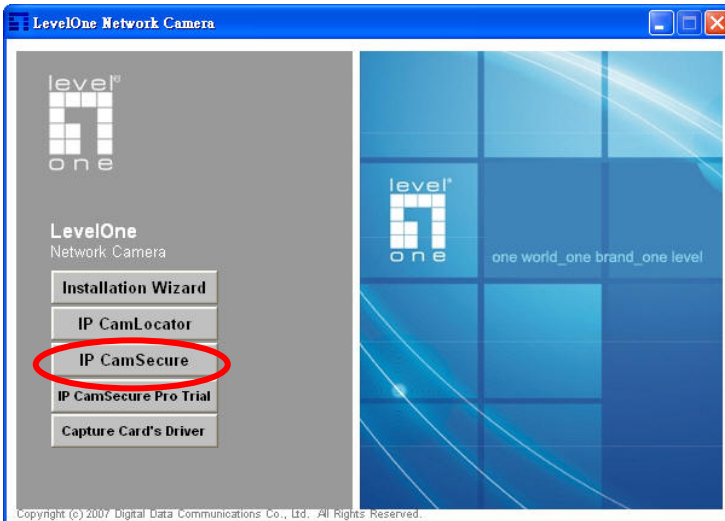 LevelOne Network Camera
level®
one
LevelOne
Network Camera
Installation Wizard
IP CamLocator
IP CamSecure
IP CamSecure Pro Trial
Capture Card's Driver
level®
one
one world_one brand_one level
Copyright (c) 2007 Digital Data Communications Co., Ltd. All Rights Reserved.